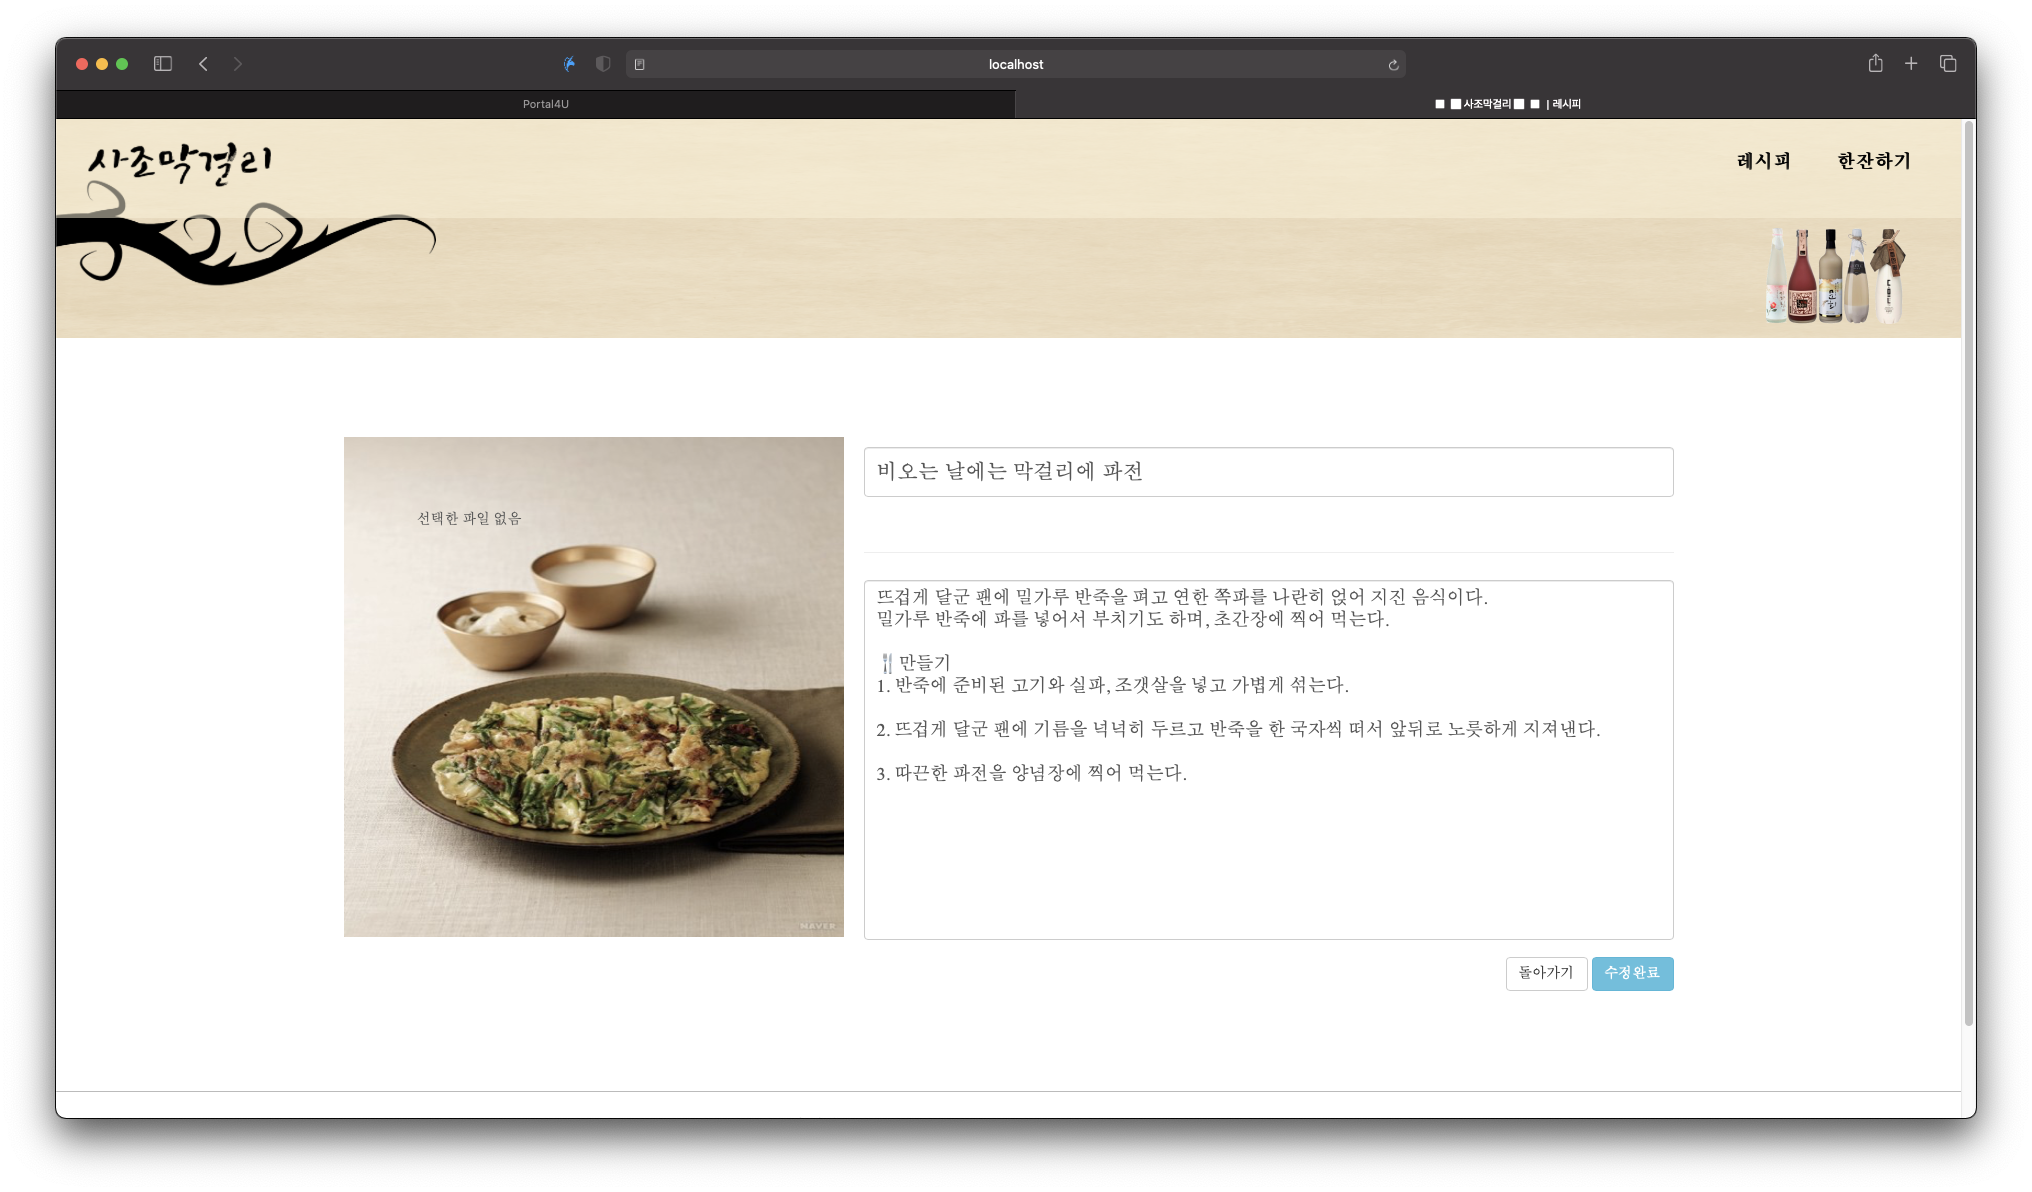 localhost
Portal4U
사조막걸리 | 레시피
사조막걸리
레시피 한잔하기
선택한 파일 없음
비오는 날에는 막걸리에 파전
뜨겁게 달군 팬에 밀가루 반죽을 펴고 연한 쪽파를 나란히 얹어 지진 음식이다.
밀가루 반죽에 파를 넣어서 부치기도 하며, 초간장에 찍어 먹는다.
🍴만들기
1. 반죽에 준비된 고기와 실파, 조갯살을 넣고 가볍게 섞는다.
2. 뜨겁게 달군 팬에 기름을 넉넉히 두르고 반죽을 한 국자씩 떠서 앞뒤로 노릇하게 지져낸다.
3. 따끈한 파전을 양념장에 찍어 먹는다.
NAVER
돌아가기 수정완료